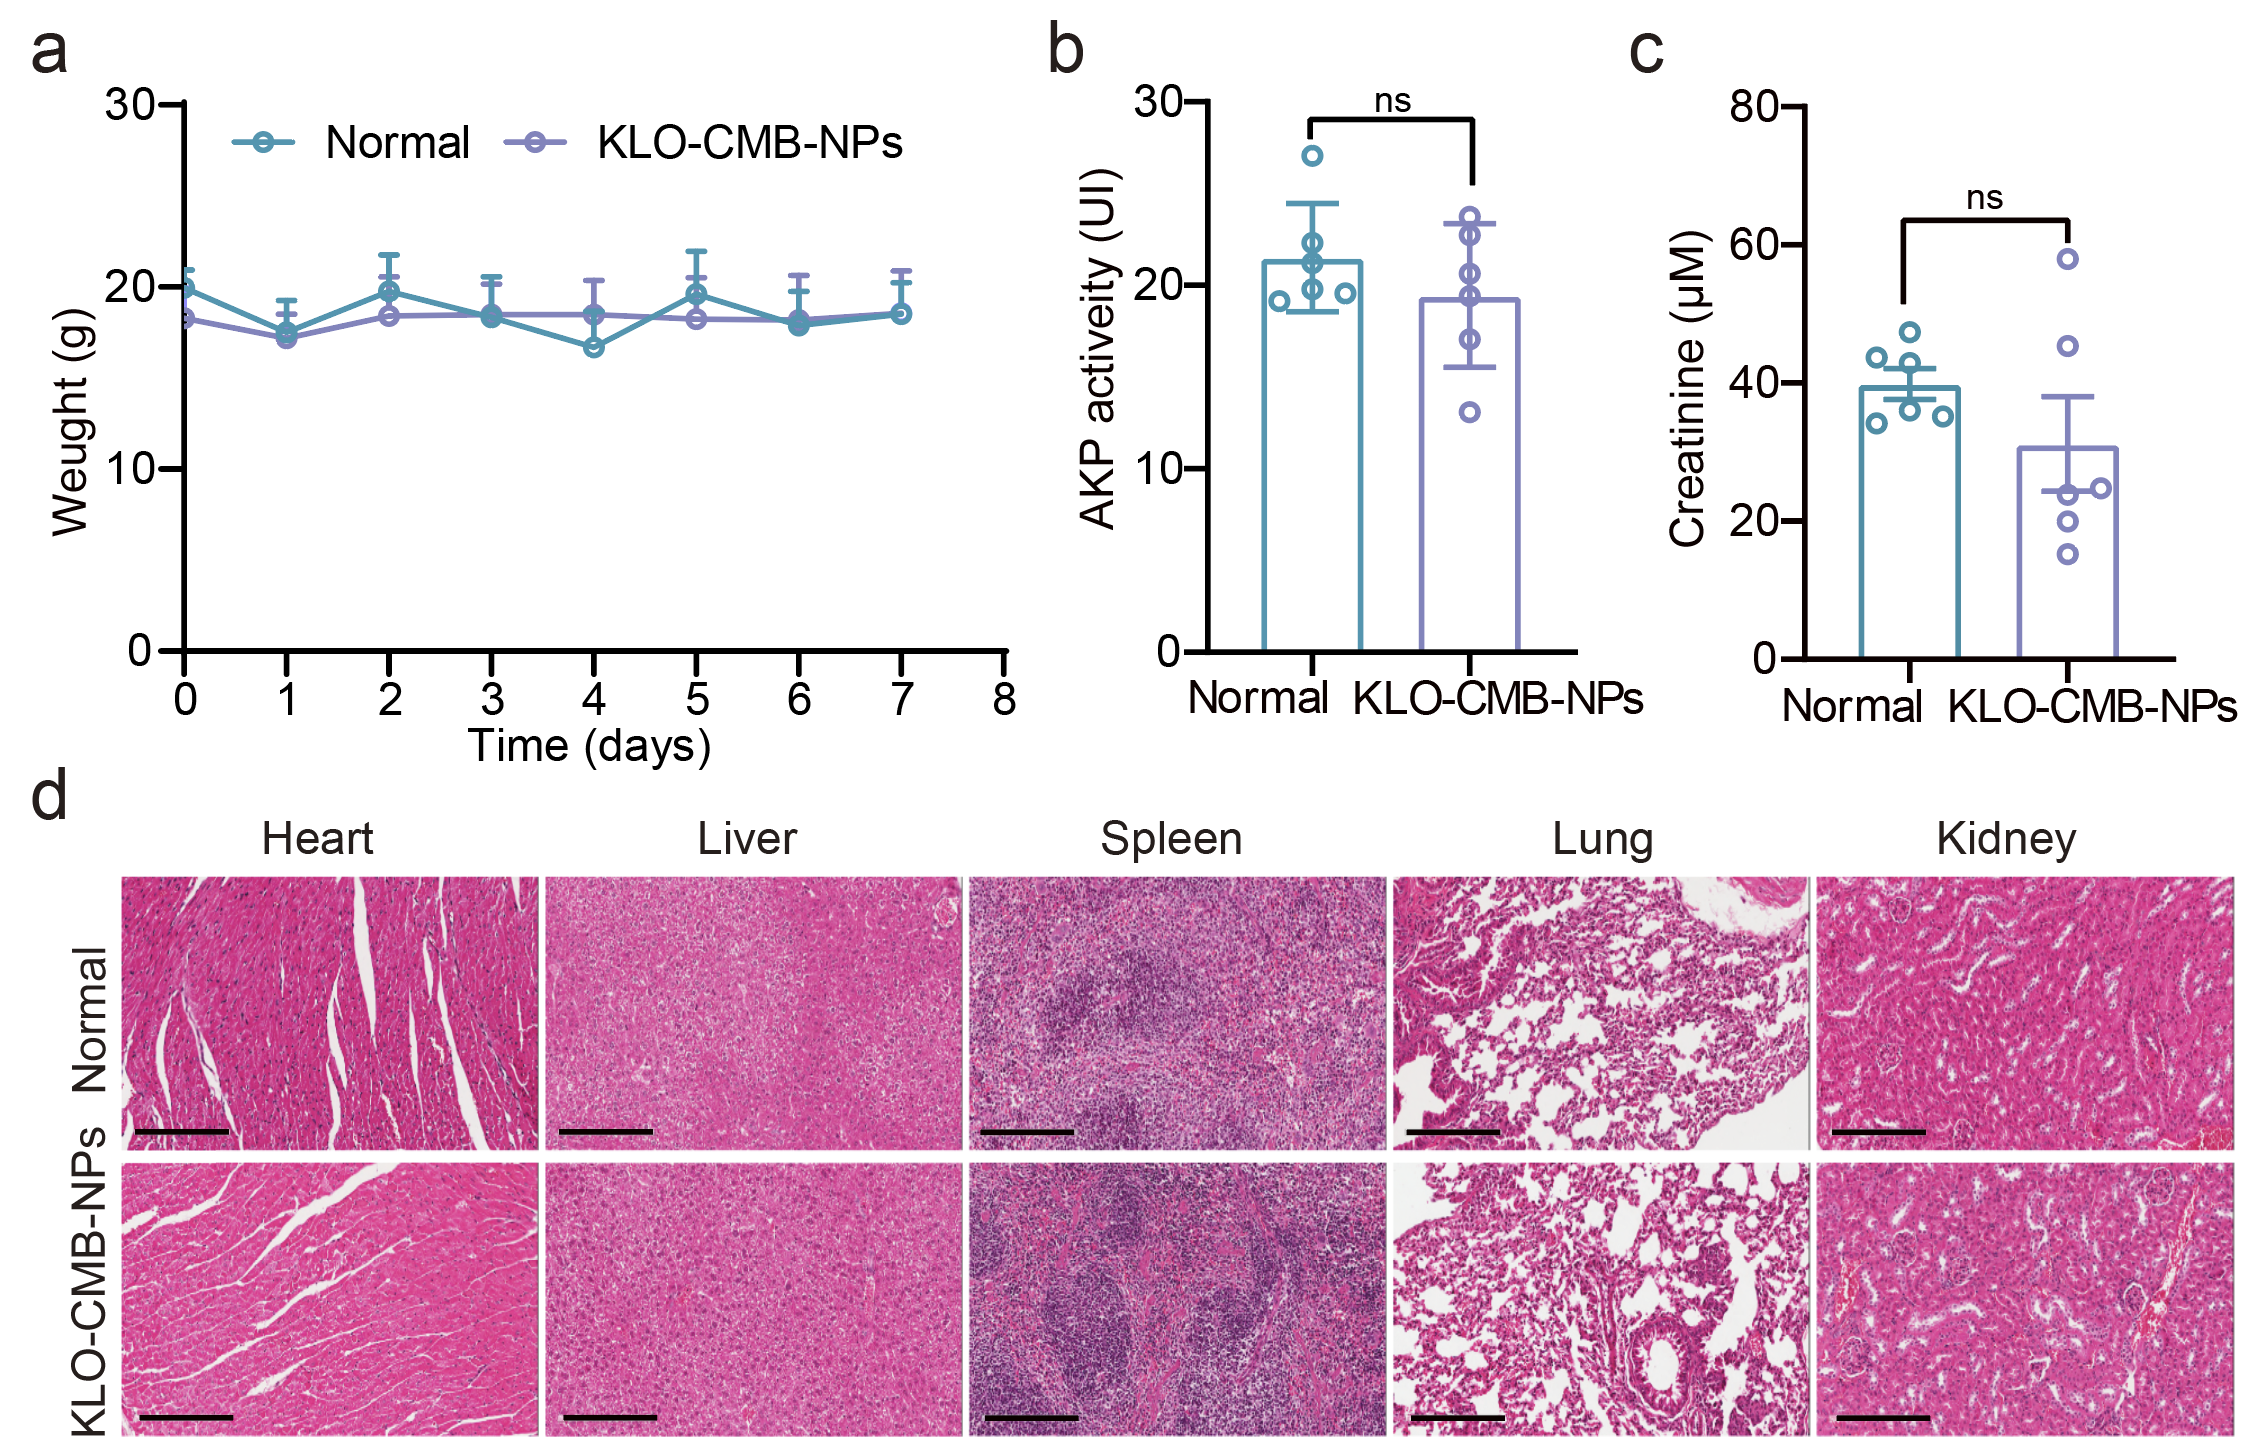 a
30
20
10
0
Weught (g)
Normal
KLO-CMB-NPs
0 1 2 3 4 5 6 7 8
Time (days)
b
30
20
10
0
AKP activeity (UI)
ns
Normal KLO-CMB-NPs
c
80
60
40
20
0
Creatinine (μM)
ns
Normal KLO-CMB-NPs
d
Heart Liver Spleen Lung Kidney
Normal
KLO-CMB-NPs